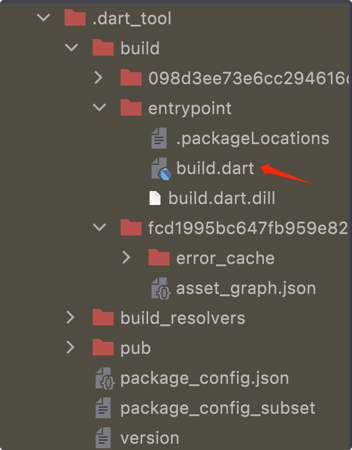 .dart_tool
build
098d3ee73e6cc294616c
entrypoint
.packageLocations
build.dart
build.dart.dill
fcd1995bc647fb959e82
error_cache
asset_graph.json
build_resolvers
pub
package_config.json
package_config_subset
version